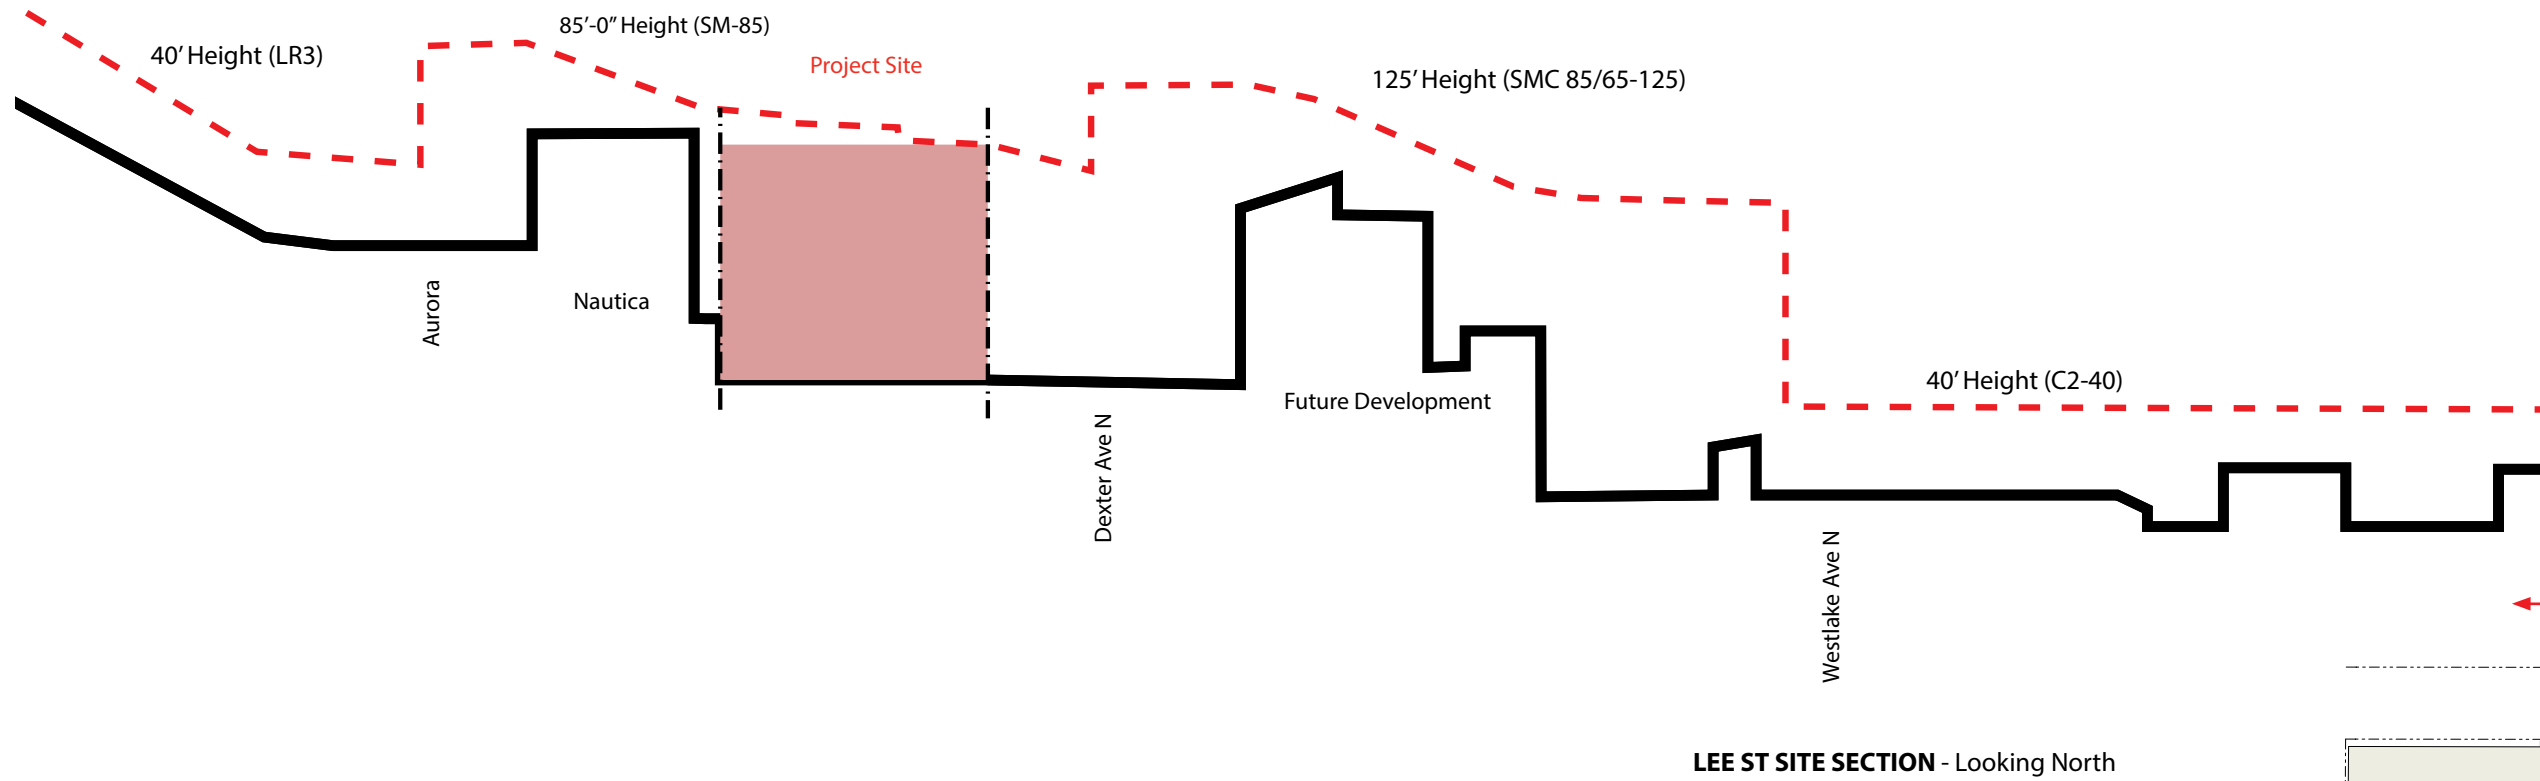 40' Height (LR3)
85'-0" Height (SM-85)
Project Site
125' Height (SMC 85/65-125)
Aurora
Nautica
Dexter Ave N
Future Development
40' Height (C2-40)
Westlake Ave N
LEE ST SITE SECTION - Looking North